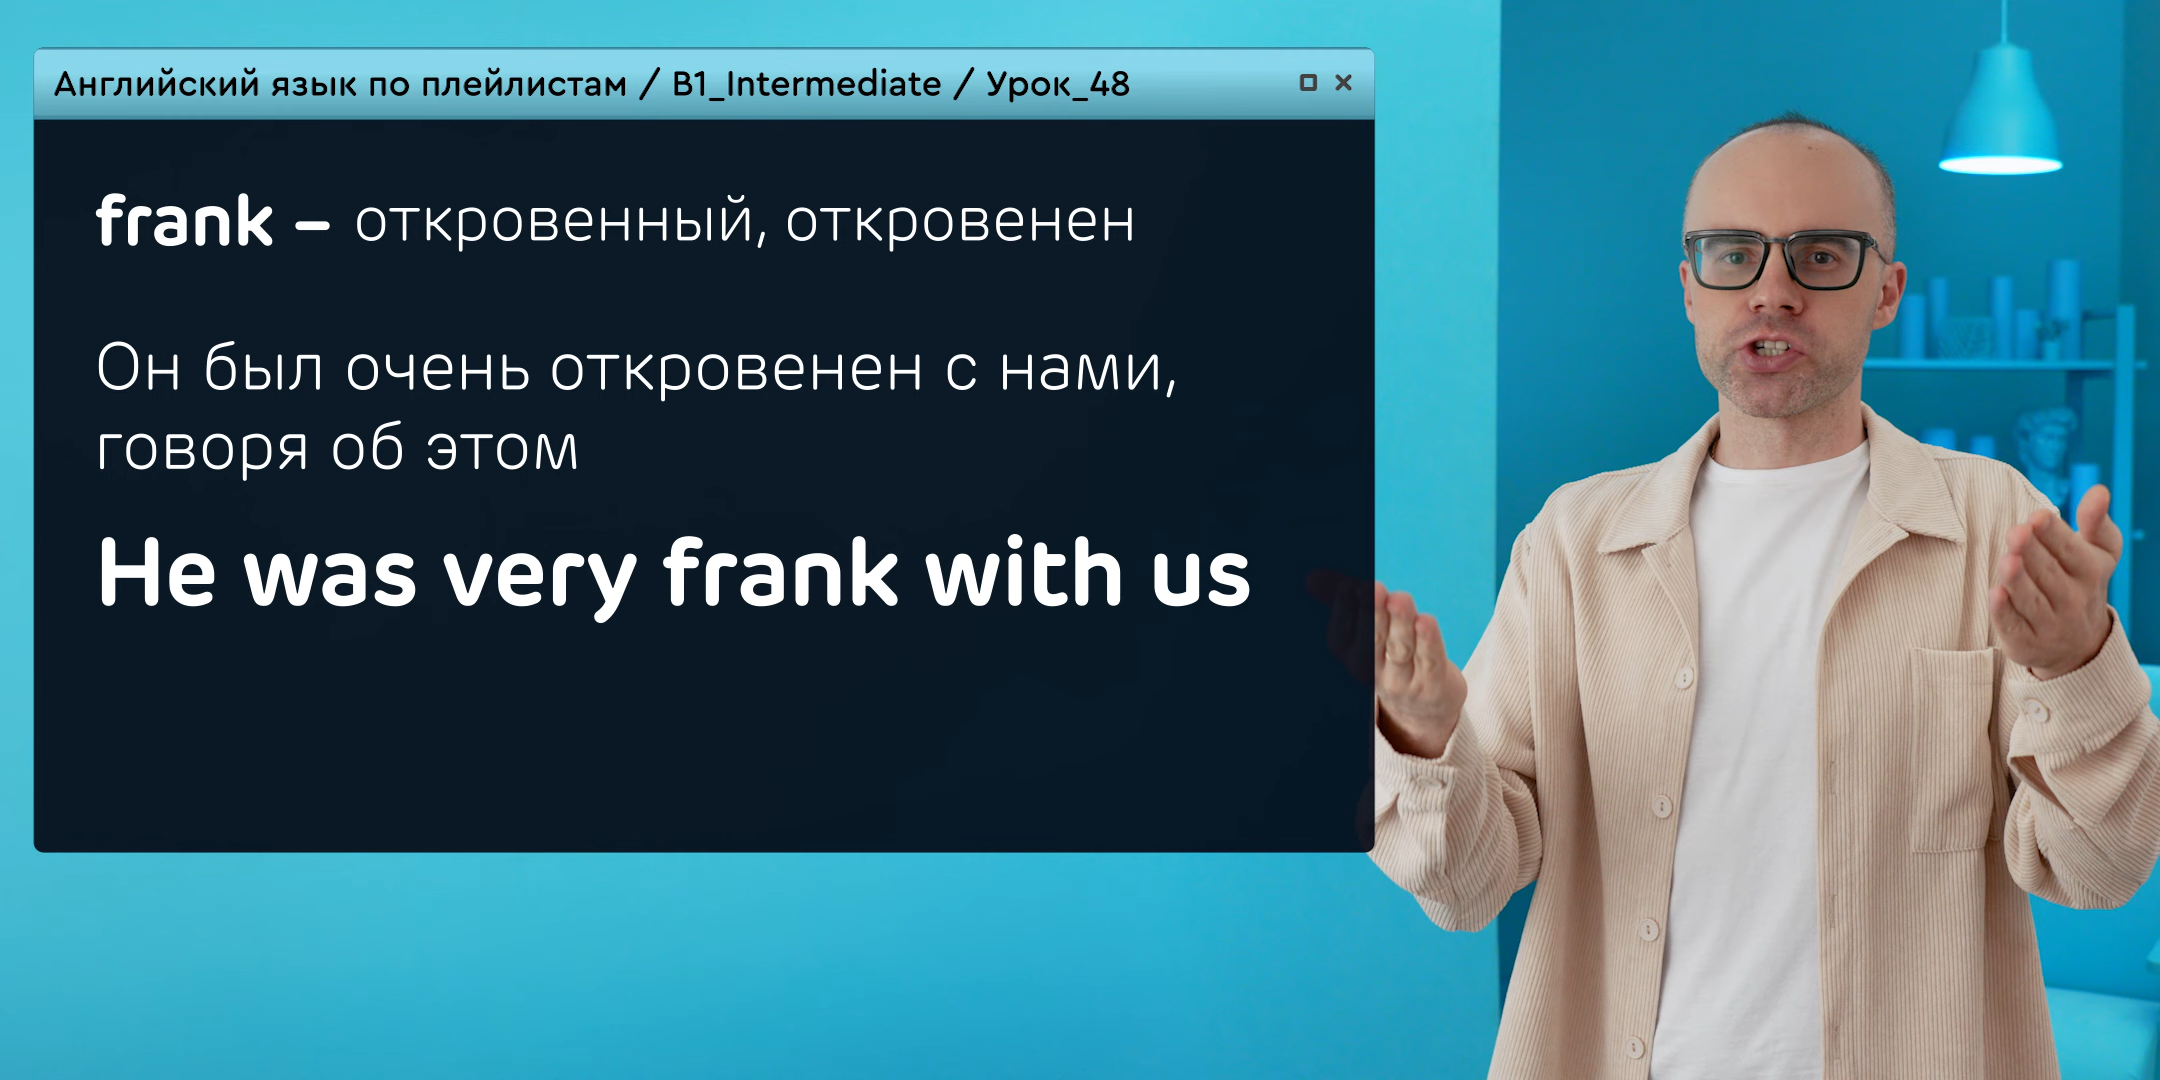 Английский язык по плейлистам / B1_Intermediate / Урок_48
frank – откровенный, откровенен
Он был очень откровенен с нами,
говоря об этом
He was very frank with us